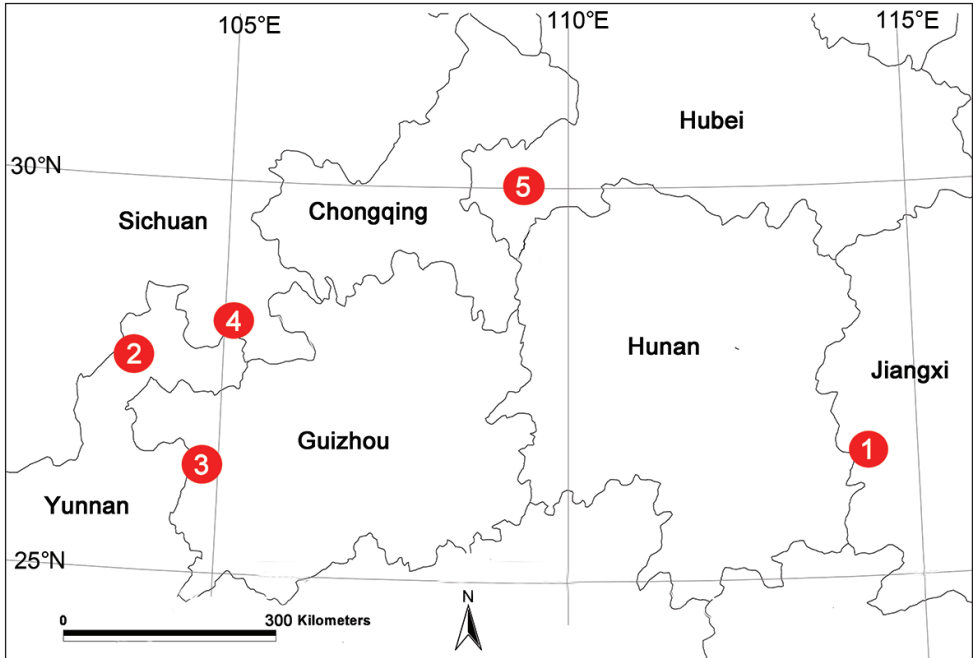 105°E
110°E
115°E
Hubei
30°N
5
Sichuan
Chongqing
4
2
Hunan
Jiangxi
Guizhou
1
3
Yunnan
25°N
N
0
300 Kilometers